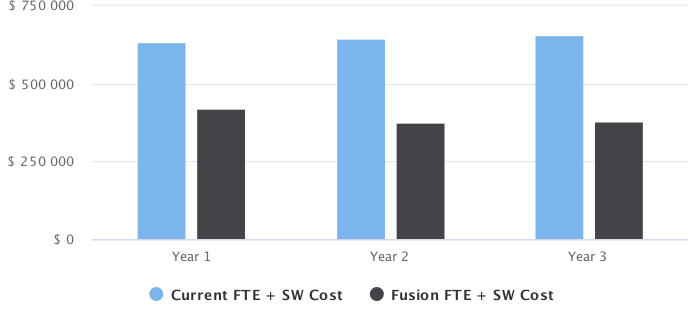 $ 750 000
$ 500 000
$ 250 000
$ 0
Year 1
Year 2
Year 3
Current FTE + SW Cost
Fusion FTE + SW Cost